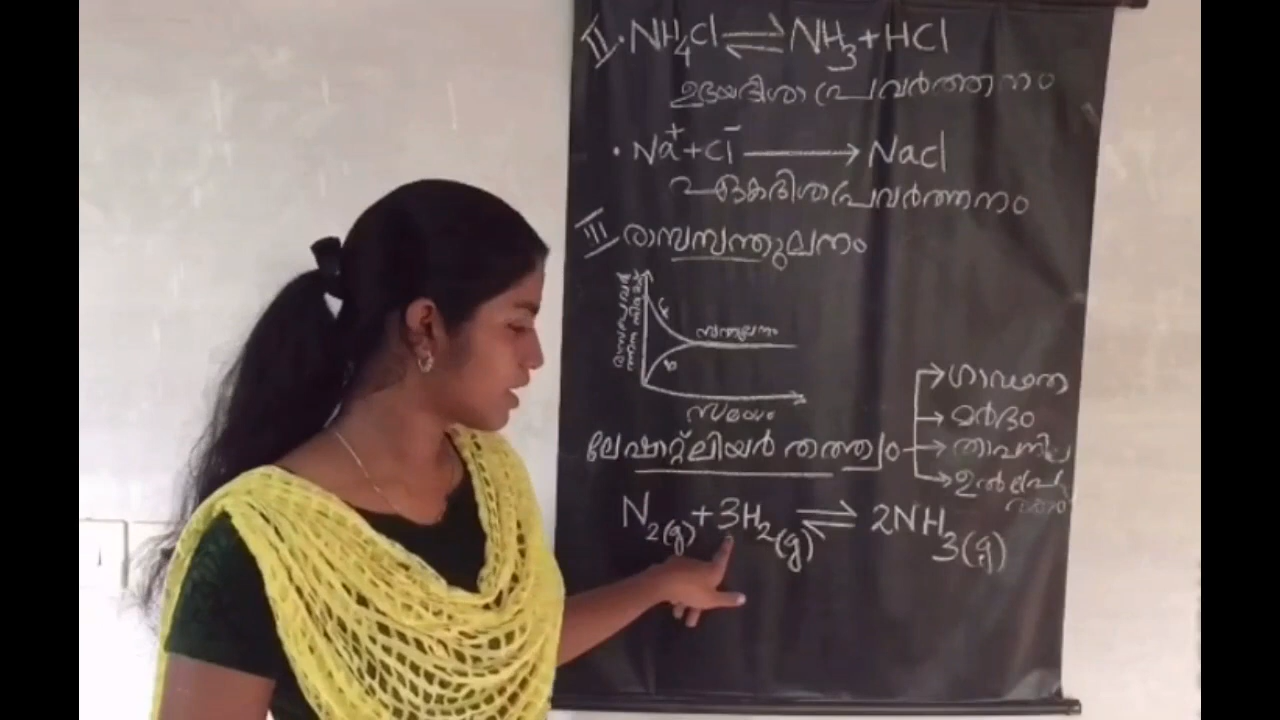 II • NH₄Cl ⇌ NH₃ + HCl
ഉഭയദിശാ പ്രവർത്തനം
• Na⁺ + Cl⁻ → Nacl
ഏകദിശാപ്രവർത്തനം
III രാസസന്തുലനം
സന്തുലനം
സമയം
ലേഷാറ്റ്ലിയർ തത്ത്വം
ഗാഢത
മർദ്ദം
താപനില
N₂(g) + 3H₂(g) ⇌ 2NH₃(g)